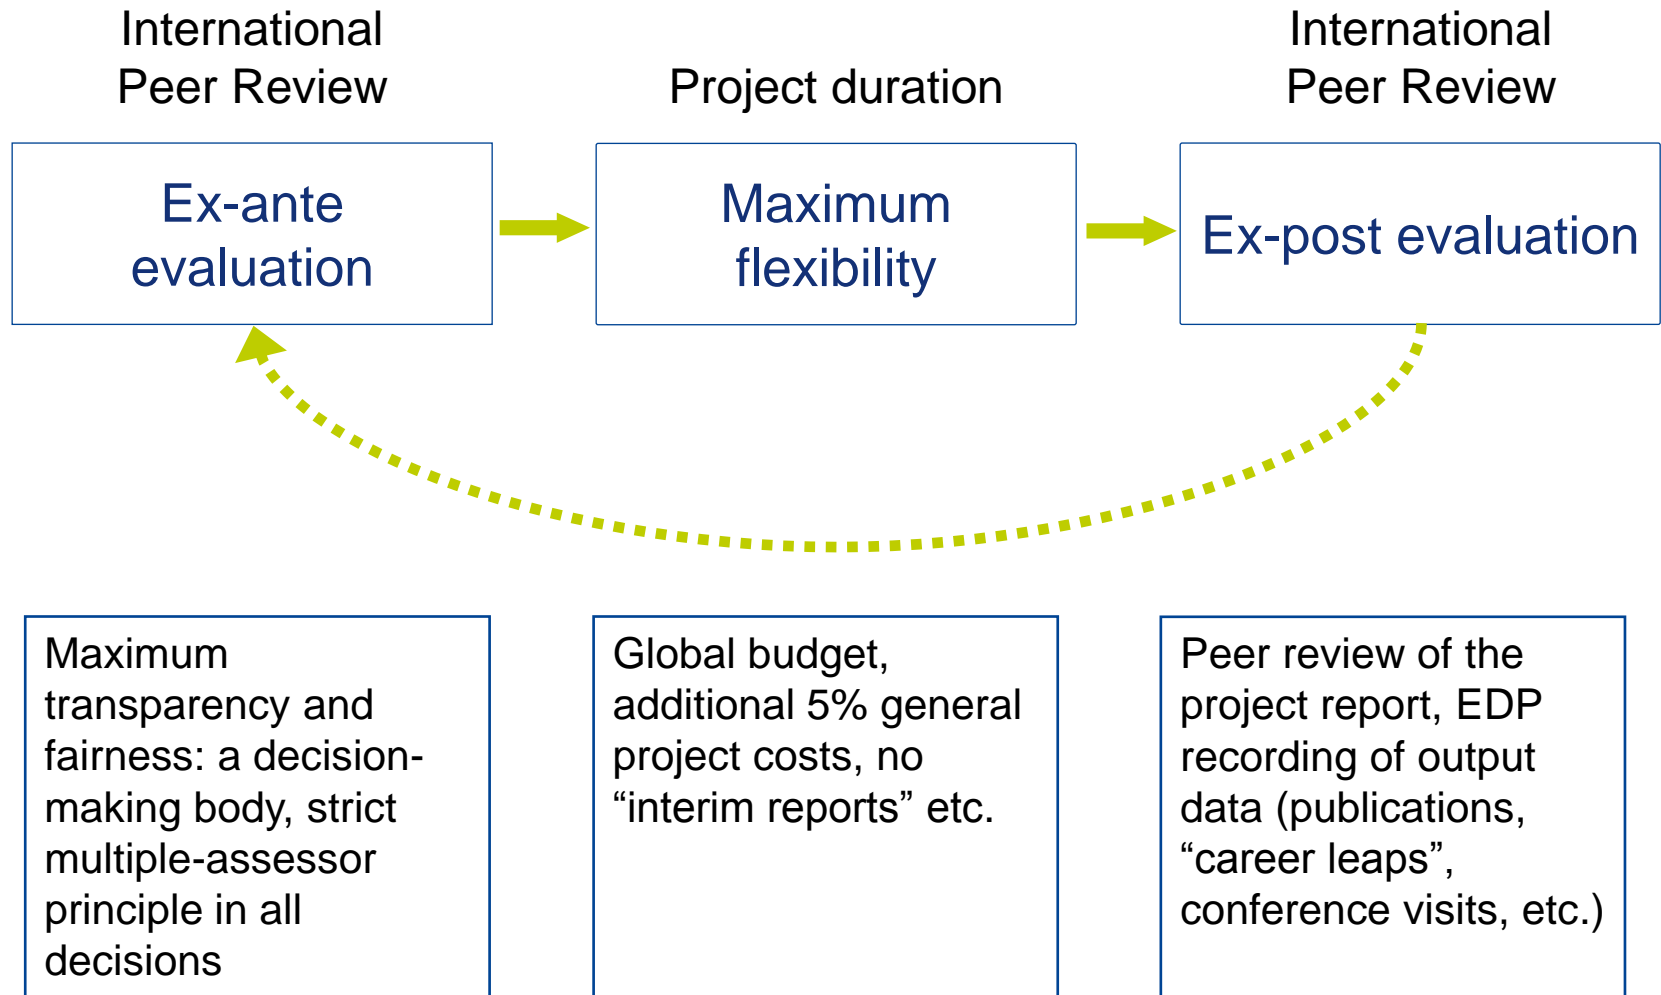 International
Peer Review
Project duration
International
Peer Review
Ex-ante
evaluation
Maximum
flexibility
Ex-post evaluation
Maximum
transparency and
fairness: a decision-
making body, strict
multiple-assessor
principle in all
decisions
Global budget,
additional 5% general
project costs, no
“interim reports” etc.
Peer review of the
project report, EDP
recording of output
data (publications,
“career leaps”,
conference visits, etc.)